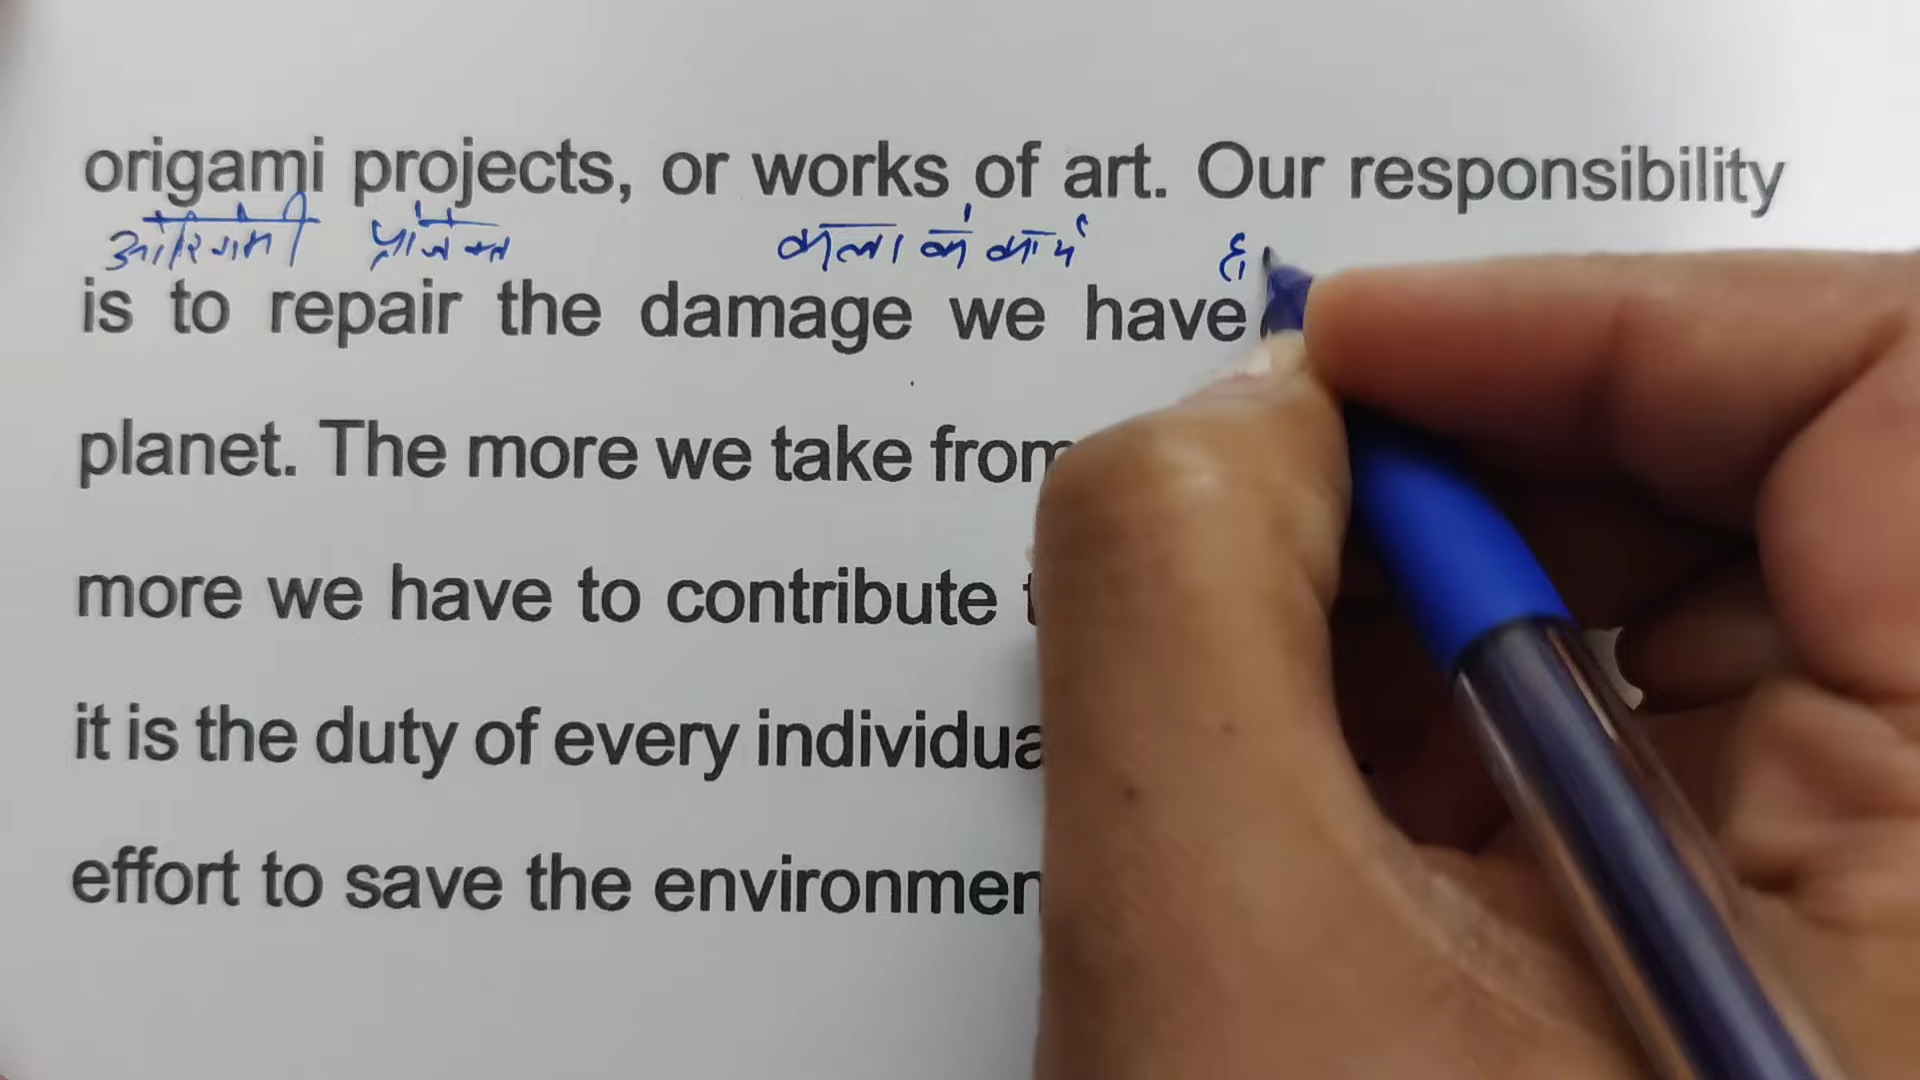 origami projects, or works of art. Our responsibility
ओरिगामी प्रोजेक्ट कला के कार्य ह
is to repair the damage we have
planet. The more we take from
more we have to contribute
it is the duty of every
effort to save the